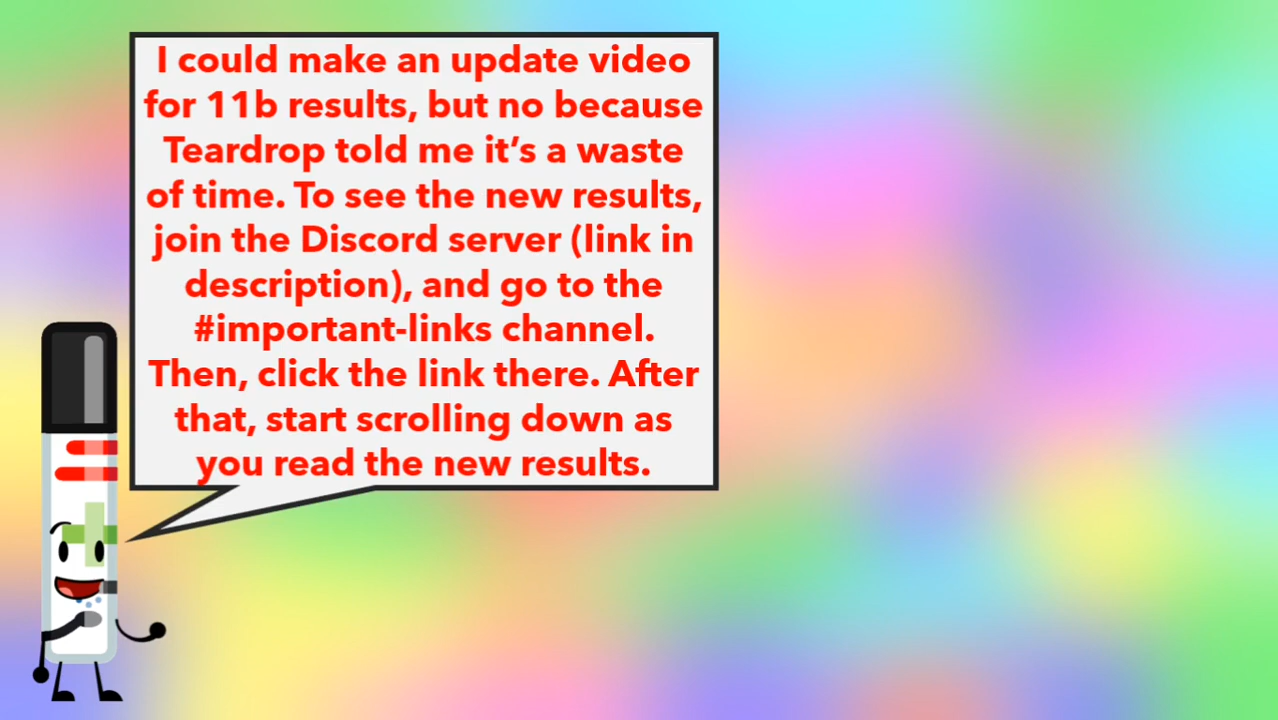 I could make an update video
for 11b results, but no because
Teardrop told me it’s a waste
of time. To see the new results,
join the Discord server (link in
description), and go to the
#important-links channel.
Then, click the link there. After
that, start scrolling down as
you read the new results.